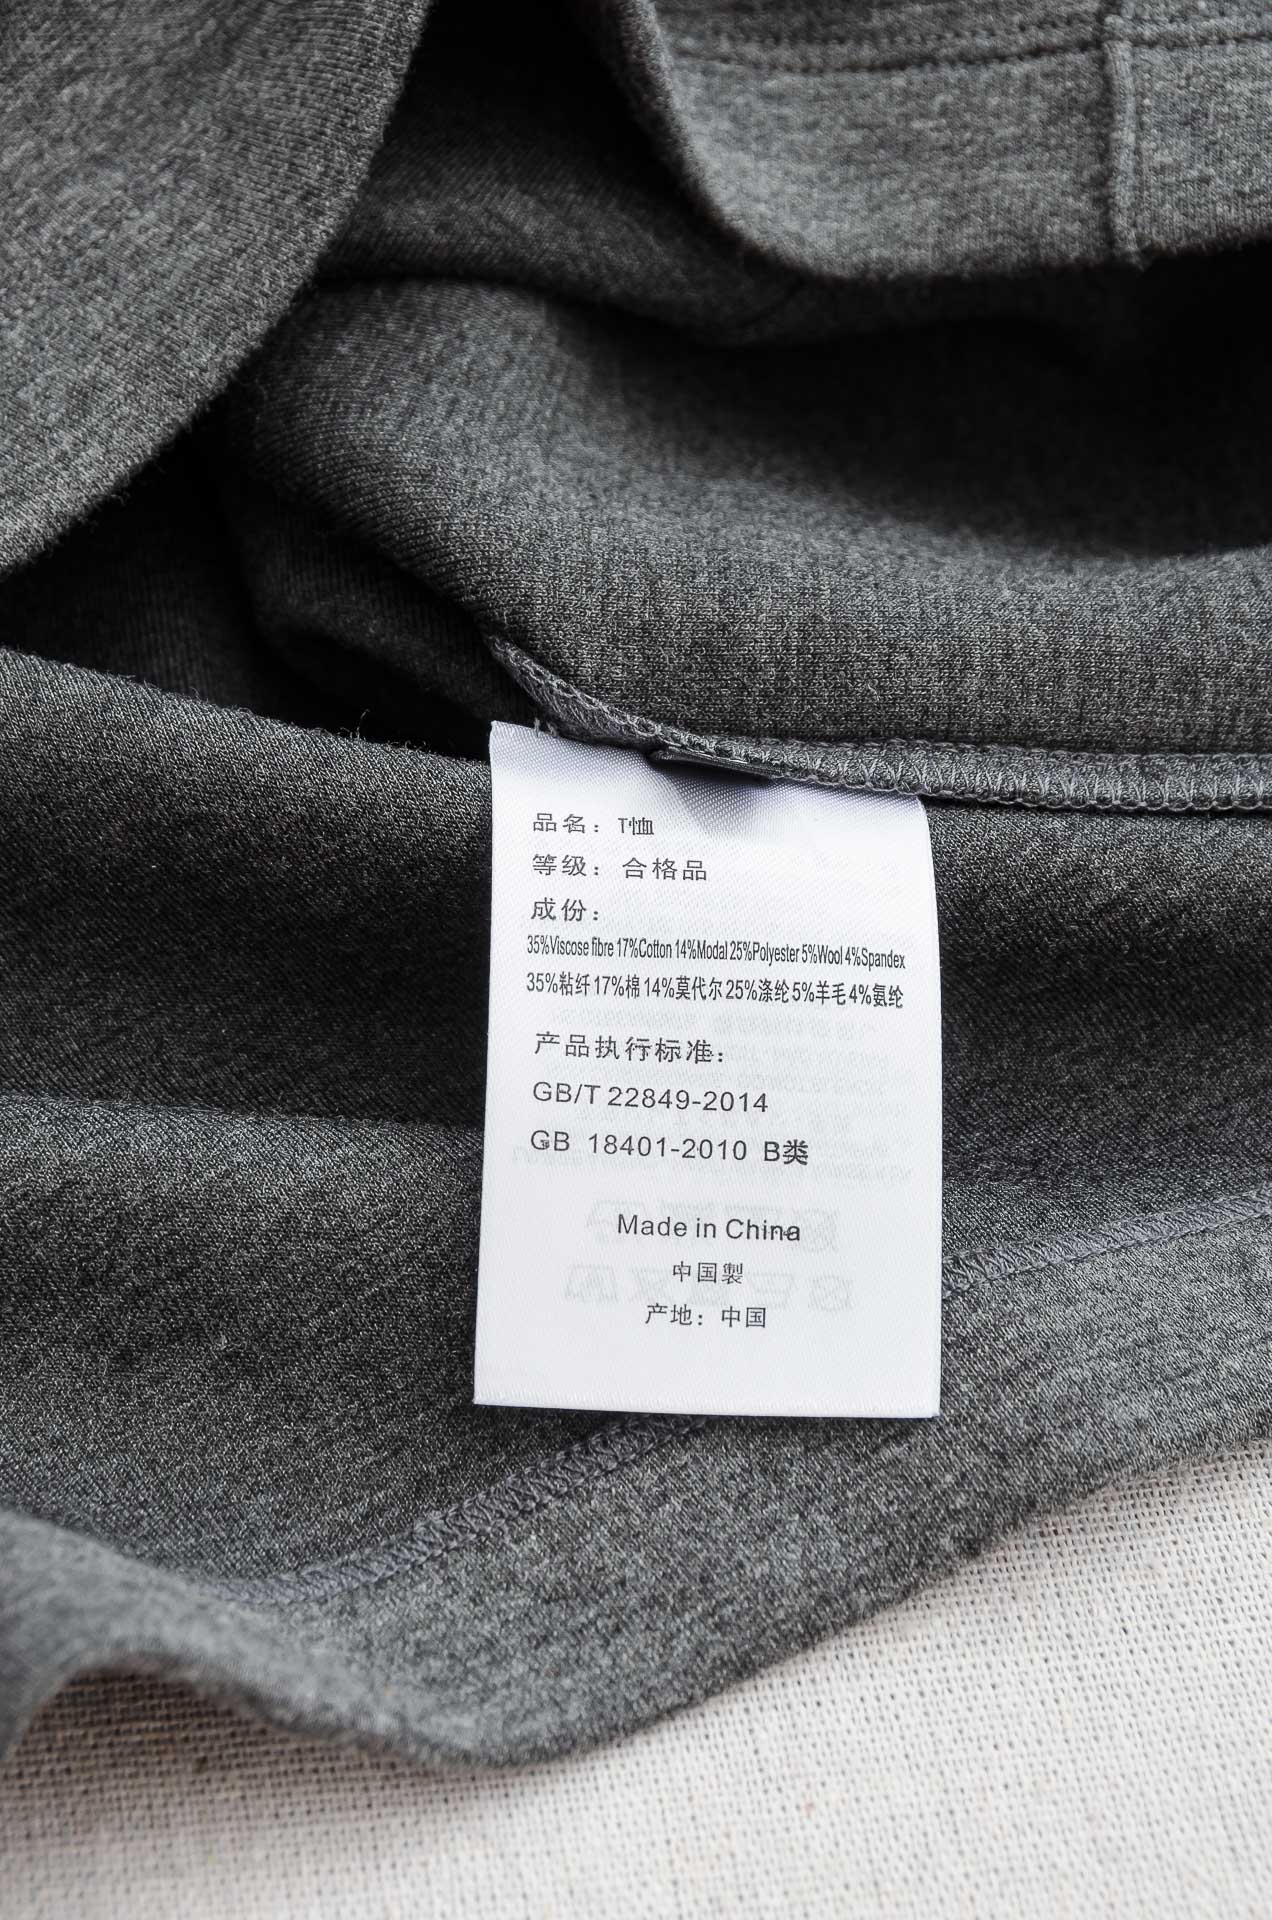 品名：T恤
等级：合格品
成份：
35%Viscose fibre 17%Cotton 14%Modal 25%Polyester 5%Wool 4%Spandex
35%粘纤 17%棉 14%莫代尔 25%涤纶 5%羊毛 4%氨纶
产品执行标准：
GB/T 22849-2014
GB 18401-2010 B类
Made in China
中国製
产地：中国